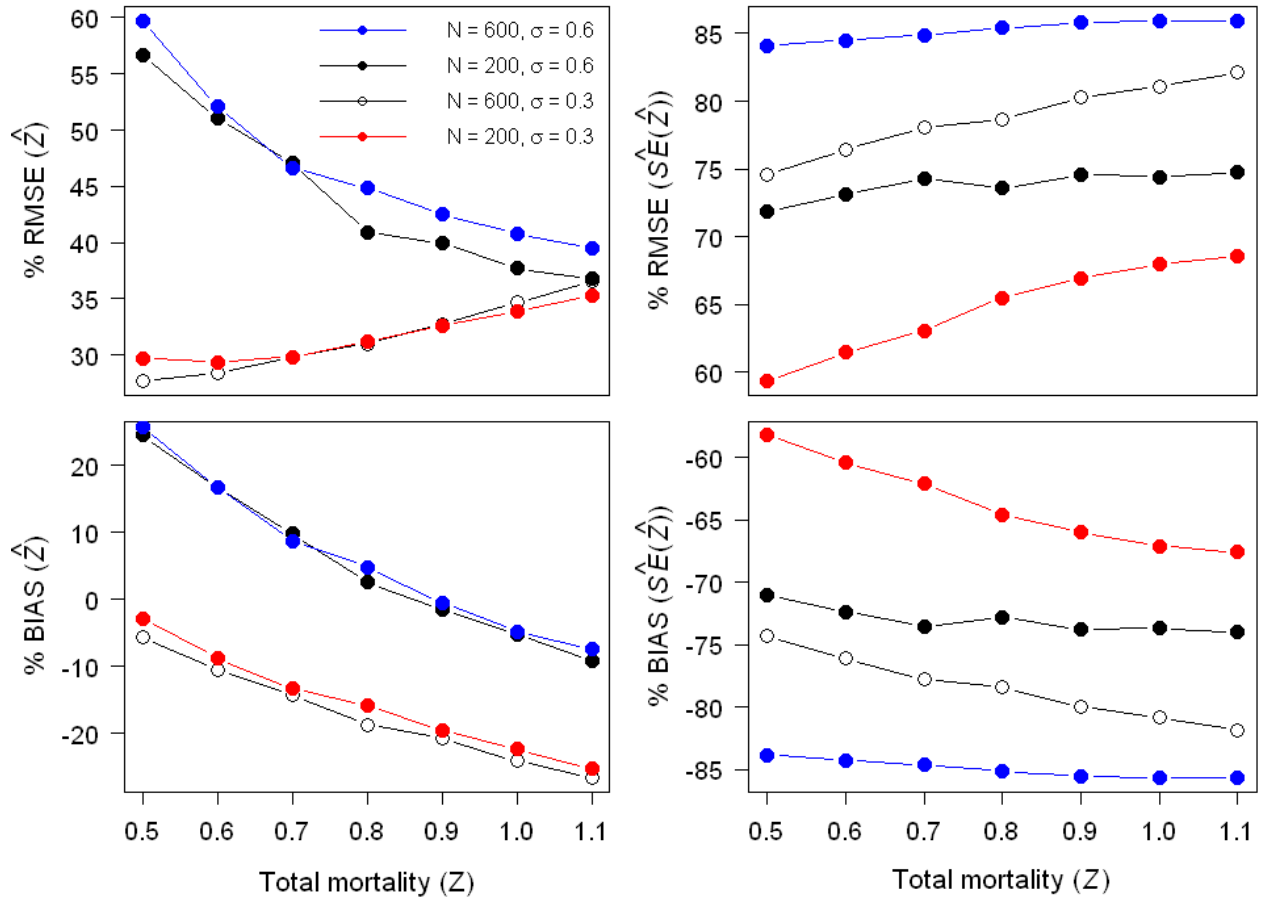 60
55
50
45
40
35
30
% RMSE (Ẑ)
N = 600, σ = 0.6
N = 200, σ = 0.6
N = 600, σ = 0.3
N = 200, σ = 0.3
85
80
75
70
65
60
% RMSE (SÊ(Ẑ))
20
10
0
-10
-20
% BIAS (Ẑ)
0.5 0.6 0.7 0.8 0.9 1.0 1.1
Total mortality (Z)
-60
-65
-70
-75
-80
-85
% BIAS (SÊ(Ẑ))
0.5 0.6 0.7 0.8 0.9 1.0 1.1
Total mortality (Z)